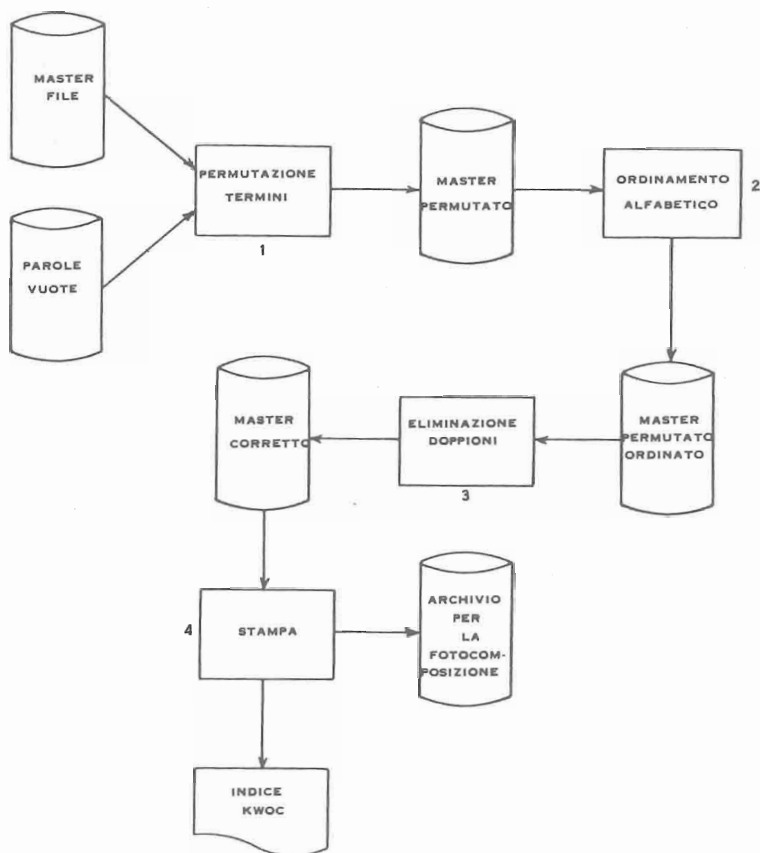 MASTER
FILE
PAROLE
VUOTE
PERMUTAZIONE
TERMINI
1
MASTER
PERMUTATO
ORDINAMENTO
ALFABETICO
2
MASTER
PERMUTATO
ORDINATO
ELIMINAZIONE
DOPPIONI
3
MASTER
CORRETTO
4
STAMPA
ARCHIVIO
PER
LA
FOTOCOM-
POSIZIONE
INDICE
KWOC